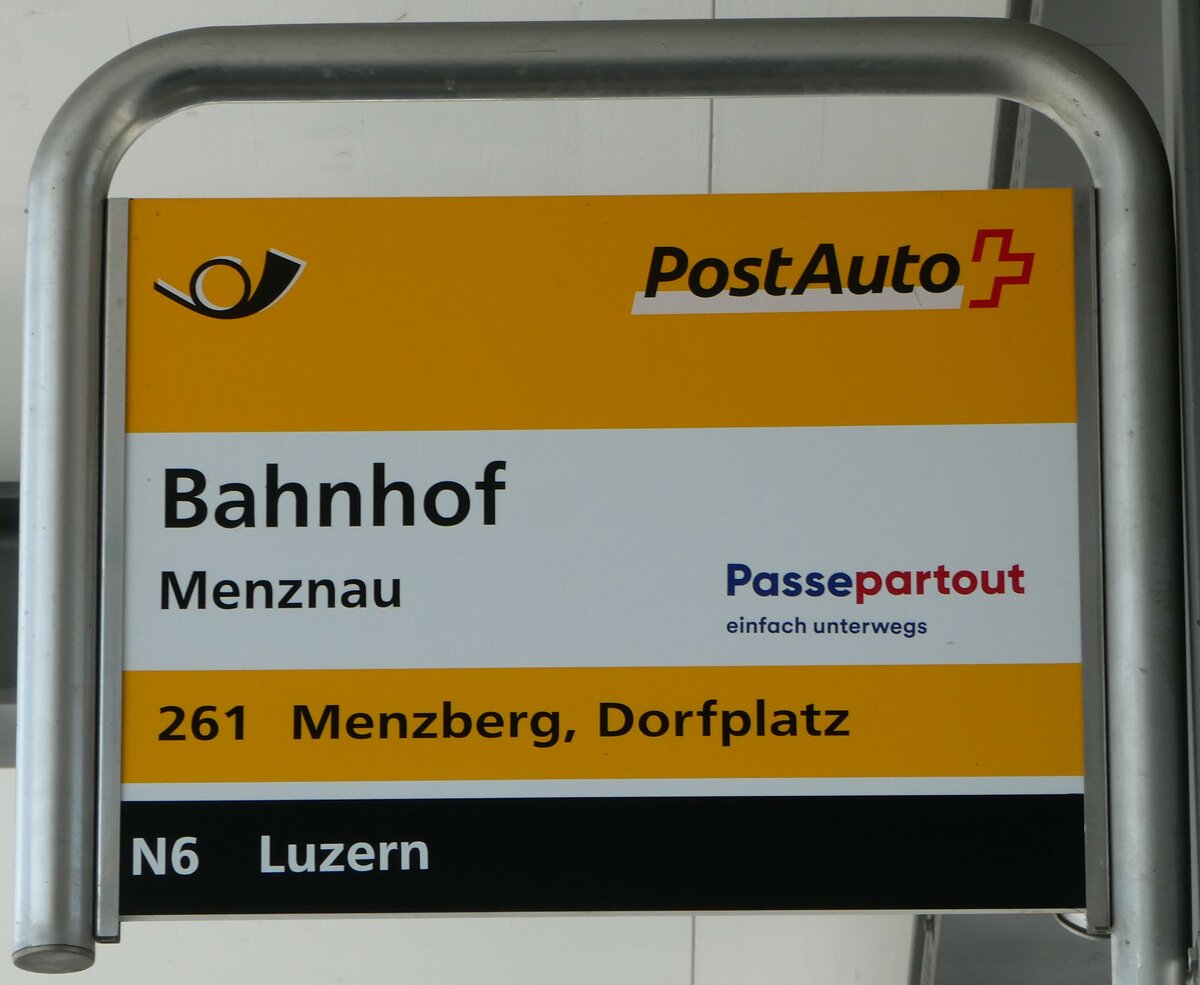 PostAuto
Bahnhof
Menznau
Passepartout
einfach unterwegs
261 Menzberg, Dorfplatz
N6 Luzern